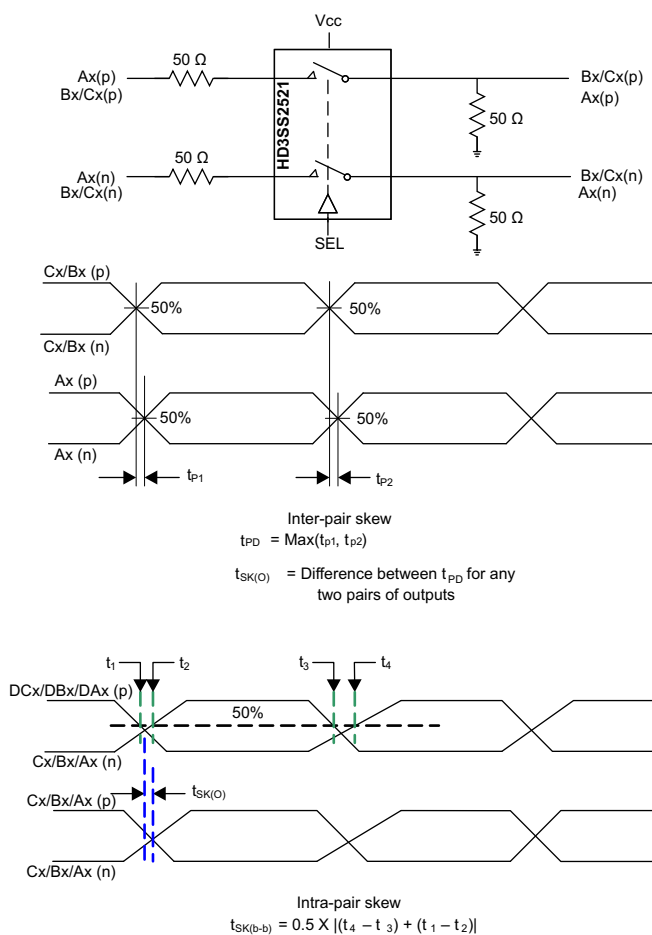 Vcc
50 Ω
Ax(p)
Bx/Cx(p)
Bx/Cx(p)
Ax(p)
HD3SS2521
50 Ω
50 Ω
Ax(n)
Bx/Cx(n)
Bx/Cx(n)
Ax(n)
50 Ω
SEL
Cx/Bx (p)
50%
50%
Cx/Bx (n)
Ax (p)
50%
50%
Ax (n)
tP1
tP2
Inter-pair skew
tPD = Max(tp1, tp2)
tSK(O) = Difference between tPD for any
two pairs of outputs
t1
t2
t3
t4
DCx/DBx/DAx (p)
50%
Cx/Bx/Ax (n)
Cx/Bx/Ax (p)
tSK(O)
Cx/Bx/Ax (n)
Intra-pair skew
tSK(b-b) = 0.5 X |(t4 – t3) + (t1 – t2)|